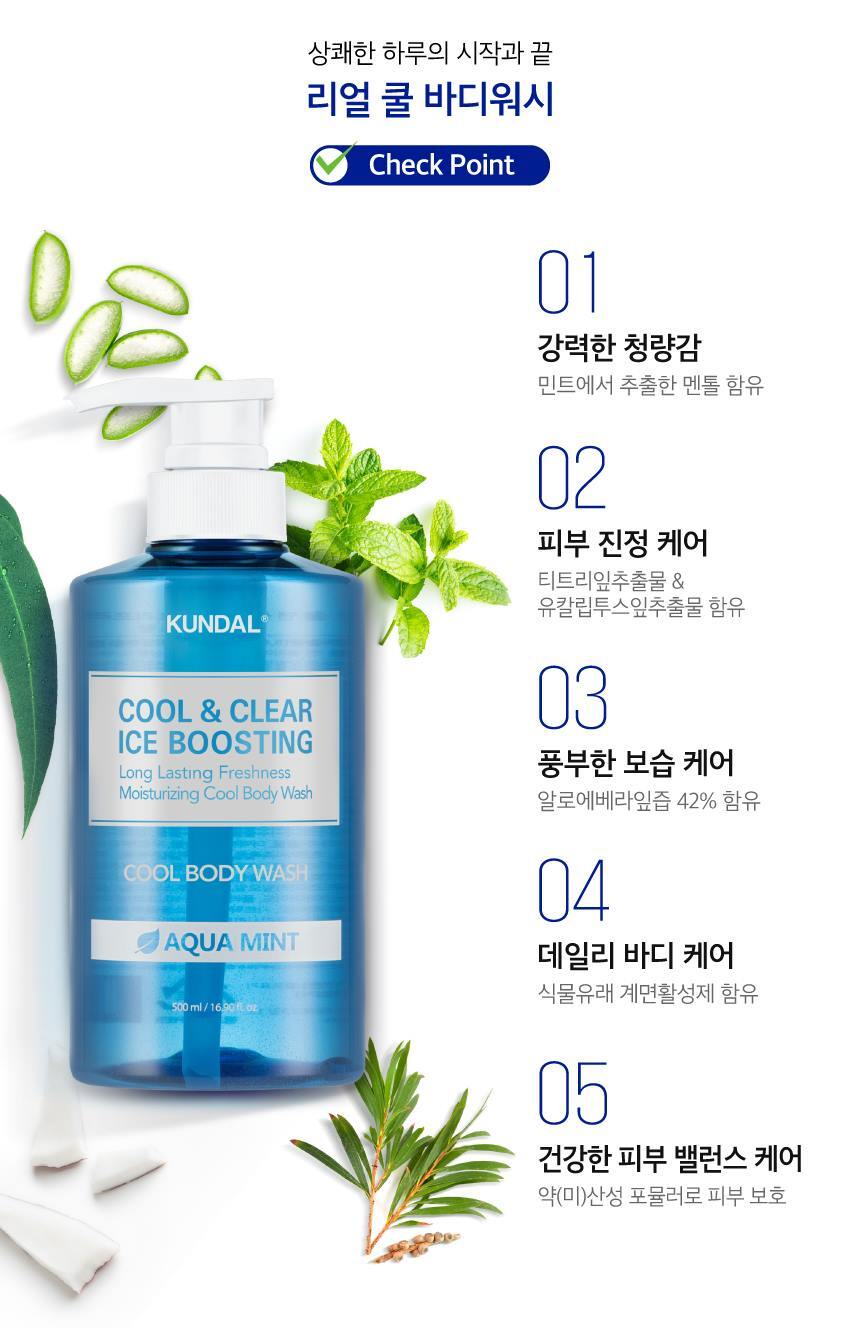 상쾌한 하루의 시작과 끝
리얼 쿨 바디워시
Check Point
01
강력한 청량감
민트에서 추출한 멘톨 함유
02
피부 진정 케어
티트리잎추출물 &
유칼립투스잎추출물 함유
03
풍부한 보습 케어
알로에베라잎즙 42% 함유
04
데일리 바디 케어
식물유래 계면활성제 함유
05
건강한 피부 밸런스 케어
약(미)산성 포뮬러로 피부 보호
KUNDAL®
COOL & CLEAR
ICE BOOSTING
Long Lasting Freshness
Moisturizing Cool Body Wash
COOL BODY WASH
AQUA MINT
500 ml / 16.90 fl. oz.